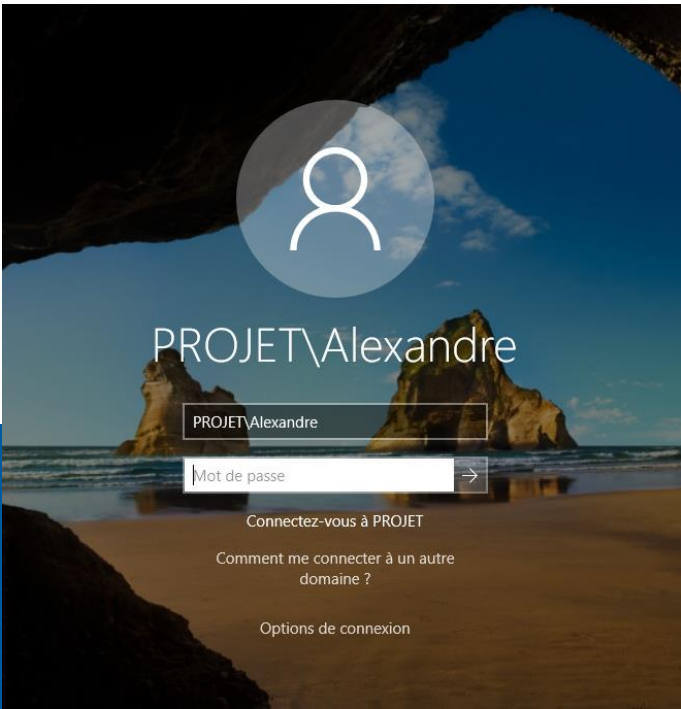 PROJET\Alexandre
PROJET\Alexandre
Mot de passe
Connectez-vous à PROJET
Comment me connecter à un autre
domaine ?
Options de connexion